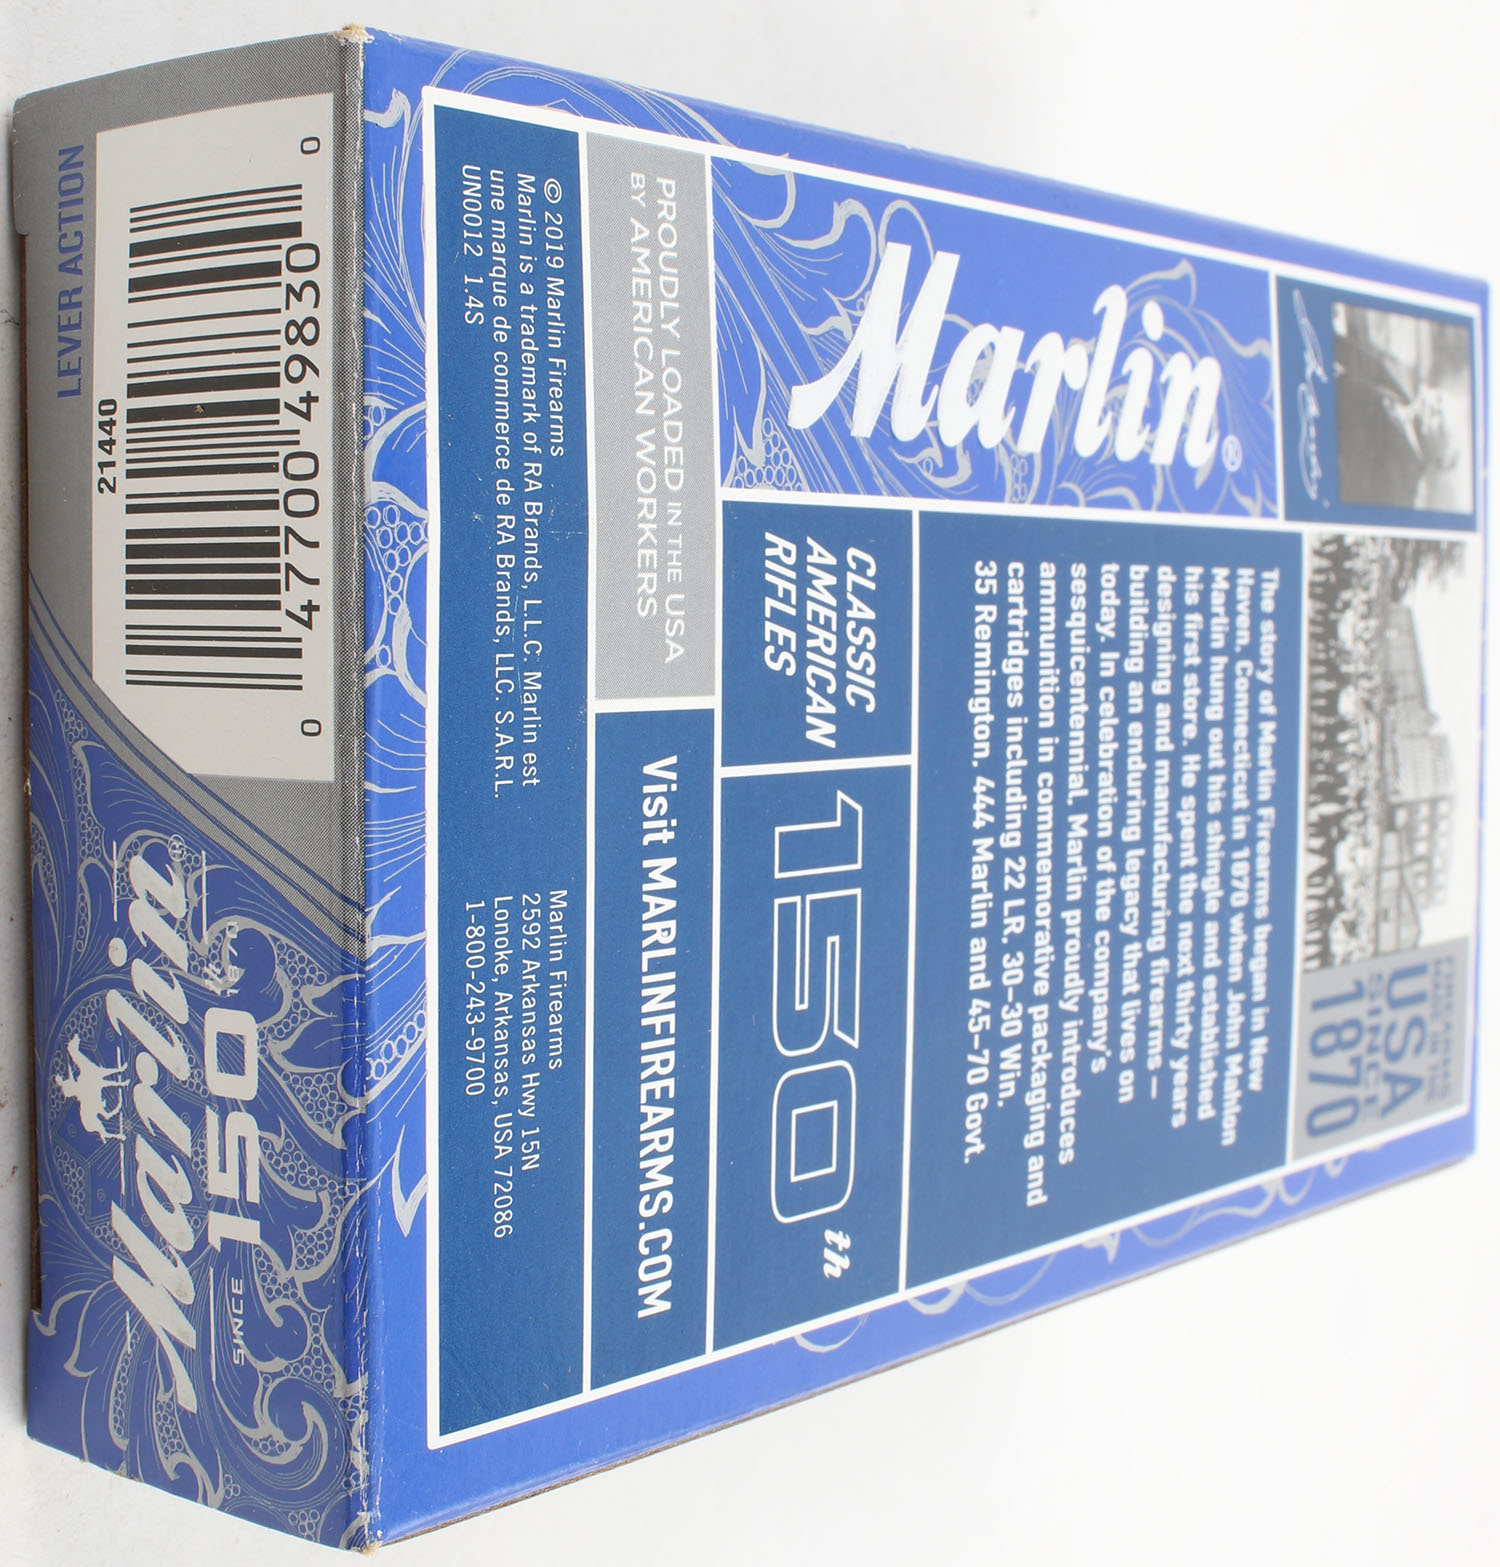 FIREARMS
MADE IN THE
USA
SINCE
1870
Marlin®
The story of Marlin Firearms began in New
Haven, Connecticut in 1870 when John Mahlon
Marlin hung out his shingle and established
his first store. He spent the next thirty years
designing and manufacturing firearms —
building an enduring legacy that lives on
today. In celebration of the company's
sesquicentennial, Marlin proudly introduces
ammunition in commemorative packaging and
cartridges including 22 LR, 30-30 Win,
35 Remington, 444 Marlin and 45-70 Govt.
CLASSIC
AMERICAN
RIFLES
150th
PROUDLY LOADED IN THE USA
BY AMERICAN WORKERS
Visit MARLINFIREARMS.COM
© 2019 Marlin Firearms
Marlin is a trademark of RA Brands, L.L.C. Marlin est
une marque de commerce de RA Brands, LLC. S.A.R.L.
UN0012 1.4S
Marlin Firearms
2592 Arkansas Hwy 15N
Lonoke, Arkansas, USA 72086
1-800-243-9700
0 47700 49830 0
21440
LEVER ACTION
SINCE 150 1870
Marlin®